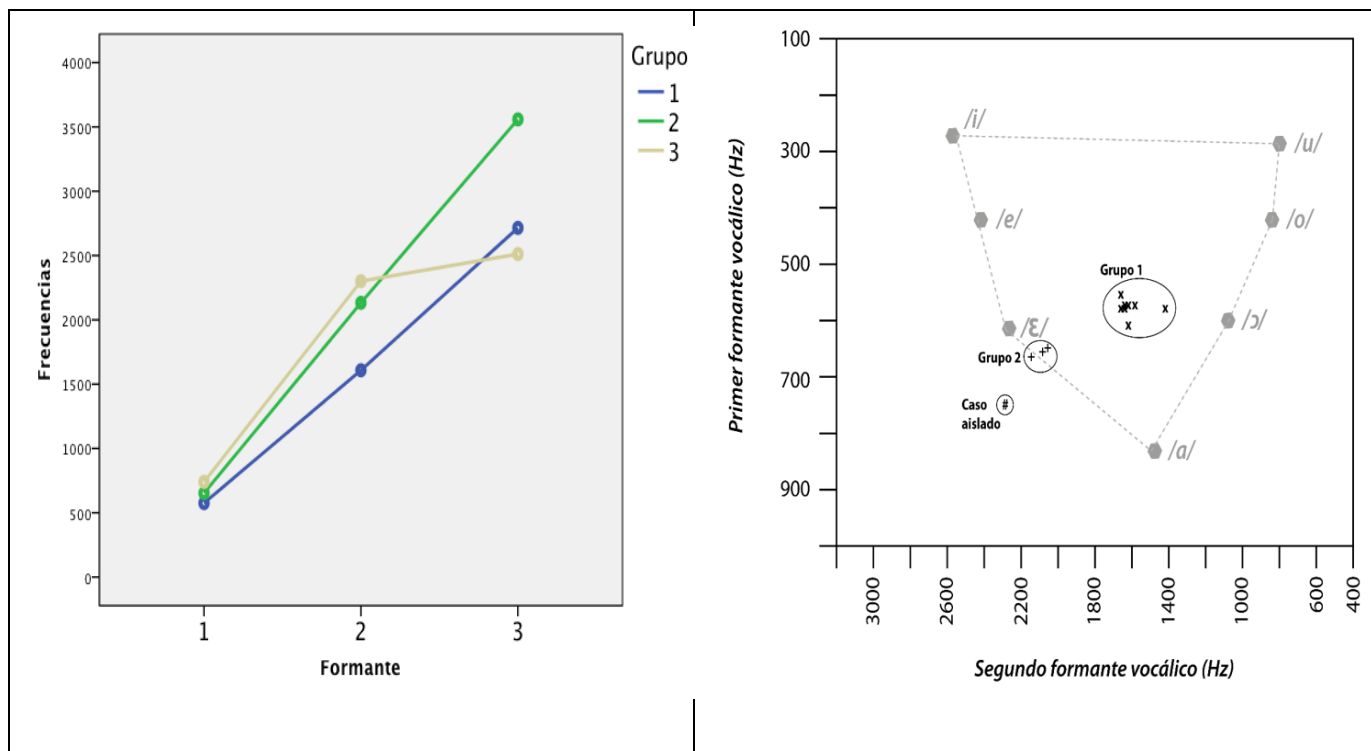 Grupo
1
2
3
4000
3500
3000
2500
2000
1500
1000
500
0
Frecuencias
1 2 3
Formante
100
300
500
700
900
Primer formante vocálico (Hz)
/i/
/u/
/e/
/o/
Grupo 1
x
x x x x x x
x
/Ɛ/
/ɔ/
Grupo 2
+ + +
Caso
aislado
#
/a/
3000 2600 2200 1800 1400 1000 600 400
Segundo formante vocálico (Hz)